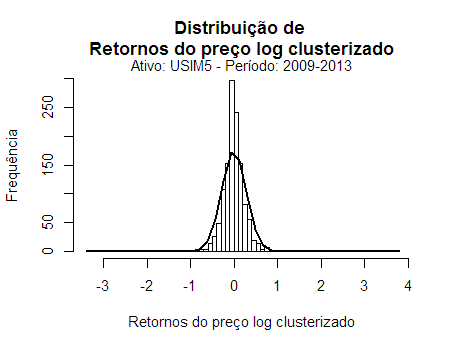 Distribuição de
Retornos do preço log clusterizado
Ativo: USIM5 - Período: 2009-2013
Frequência
250
150
50
0
-3 -2 -1 0 1 2 3 4
Retornos do preço log clusterizado